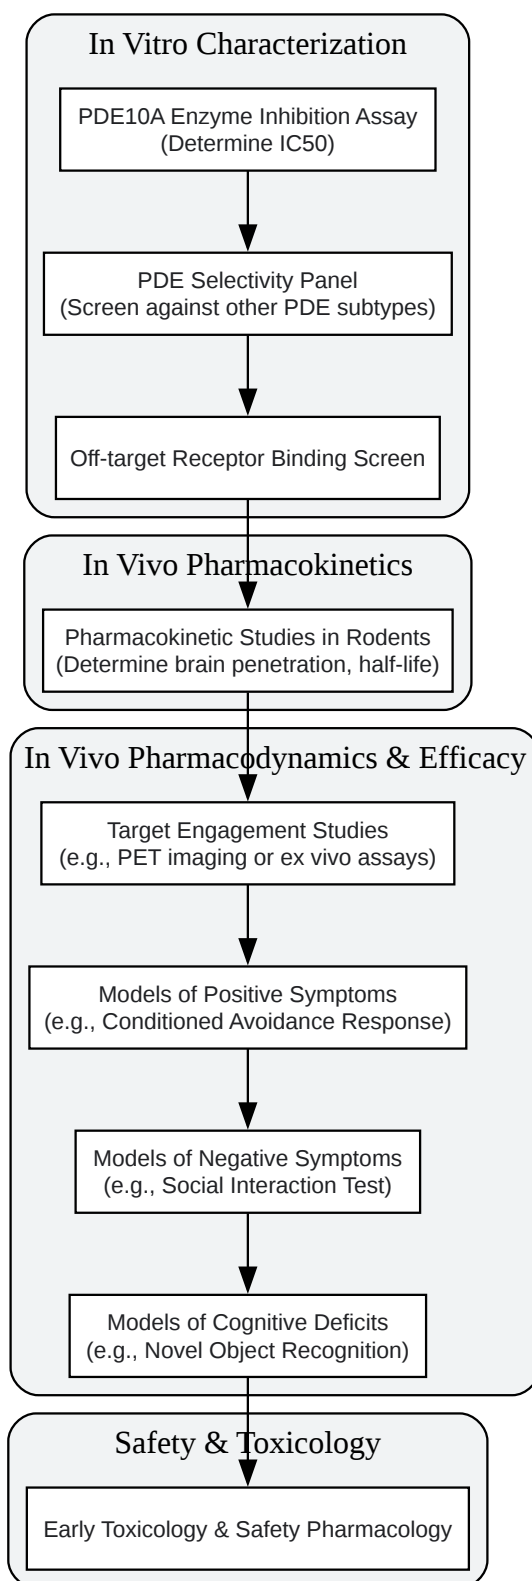 In Vitro Characterization
PDE10A Enzyme Inhibition Assay
(Determine IC50)
PDE Selectivity Panel
(Screen against other PDE subtypes)
Off-target Receptor Binding Screen
In Vivo Pharmacokinetics
Pharmacokinetic Studies in Rodents
(Determine brain penetration, half-life)
In Vivo Pharmacodynamics & Efficacy
Target Engagement Studies
(e.g., PET imaging or ex vivo assays)
Models of Positive Symptoms
(e.g., Conditioned Avoidance Response)
Models of Negative Symptoms
(e.g., Social Interaction Test)
Models of Cognitive Deficits
(e.g., Novel Object Recognition)
Safety & Toxicology
Early Toxicology & Safety Pharmacology